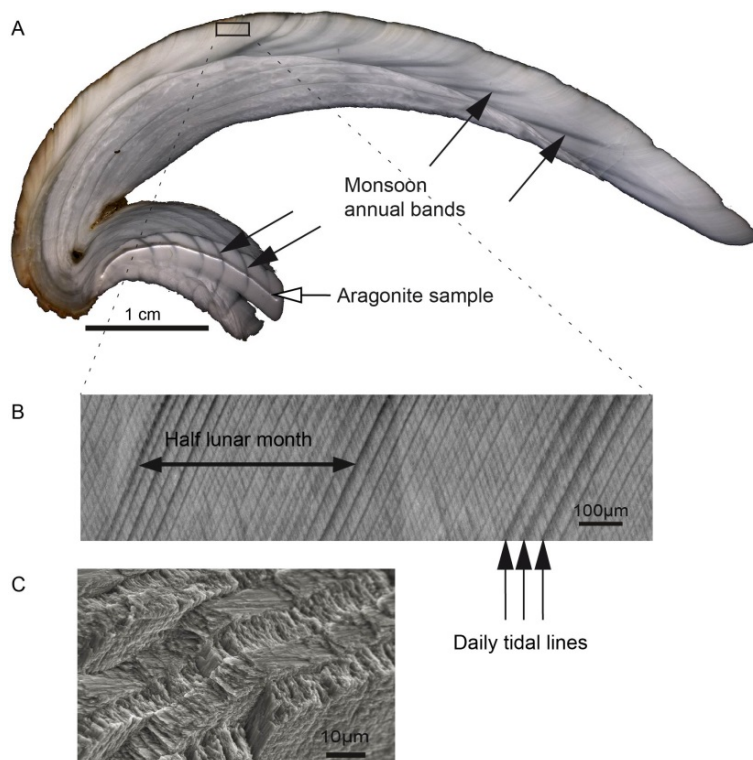 A
Monsoon
annual bands
Aragonite sample
1 cm
B
Half lunar month
100µm
Daily tidal lines
C
10µm